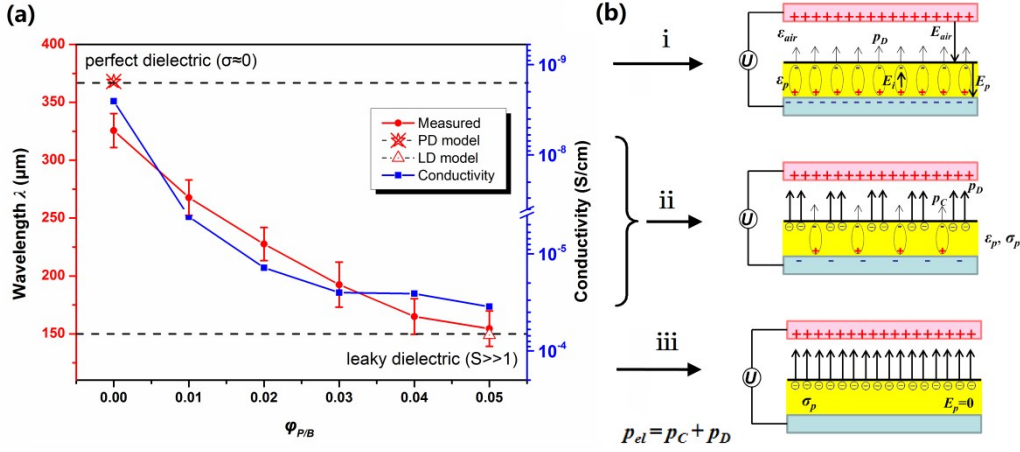 (a)
400
350
300
250
200
150
Wavelength λ (μm)
perfect dielectric (σ≈0)
Measured
PD model
LD model
Conductivity
leaky dielectric (S>>1)
0.00 0.01 0.02 0.03 0.04 0.05
φP/B
10⁻⁹
10⁻⁸
10⁻⁵
10⁻⁴
Conductivity (S/cm)
(b)
i
U
+ + + + + + + + + + + + + + + + +
εair
pD
Eair
εp
Ei
Ep
ii
U
pC
pD
εp, σp
iii
U
σp
Ep=0
pel = pC + pD